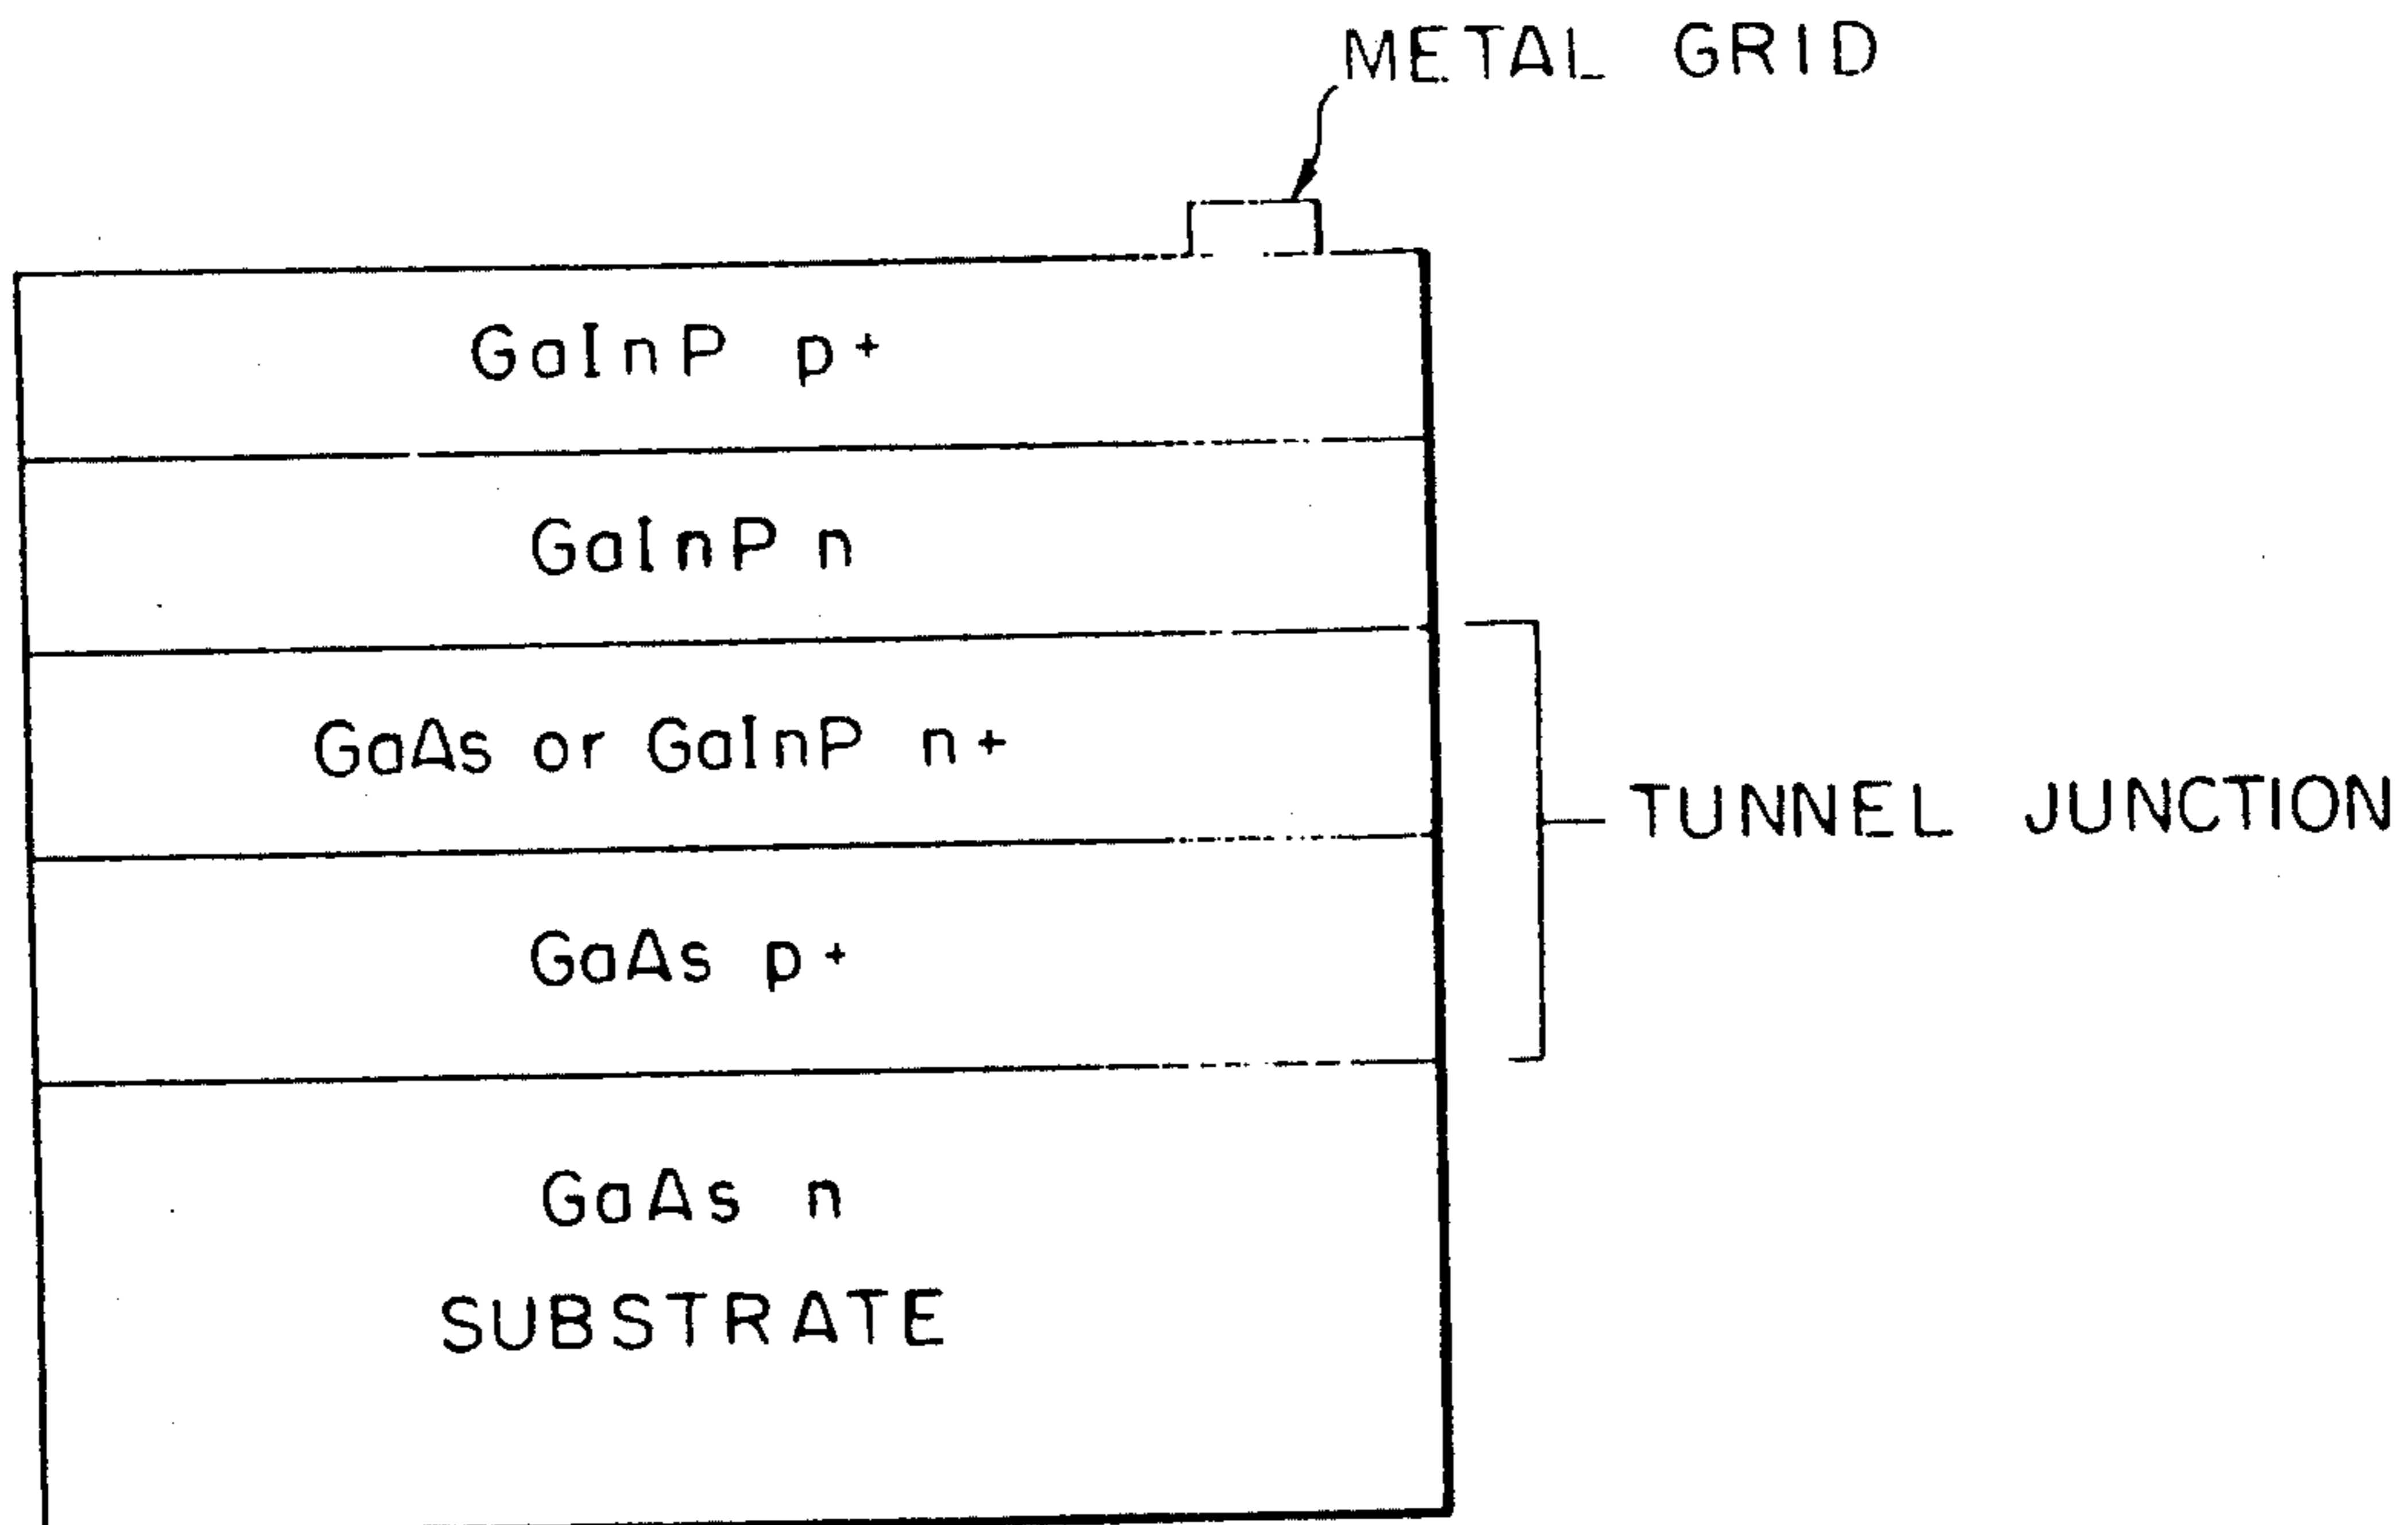 METAL GRID
GaInP p+
GaInP n
GaAs or GaInP n+
TUNNEL JUNCTION
GaAs p+
GaAs n
SUBSTRATE